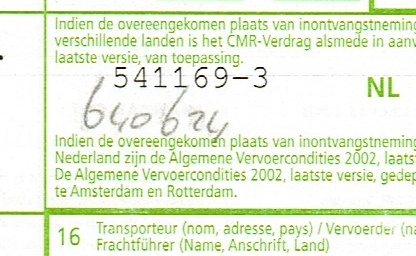 Indien de overeengekomen plaats van inontvangstneming
verschillende landen is het CMR-Verdrag alsmede in aanv
laatste versie, van toepassing.
541169-3
NL
640624
Indien de overeengekomen plaats van inontvangstneming
Nederland zijn de Algemene Vervoercondities 2002, laats
De Algemene Vervoercondities 2002, laatste versie, gedep
te Amsterdam en Rotterdam.
16 Transporteur (nom, adresse, pays) / Vervoerder (na
Frachtführer (Name, Anschrift, Land)